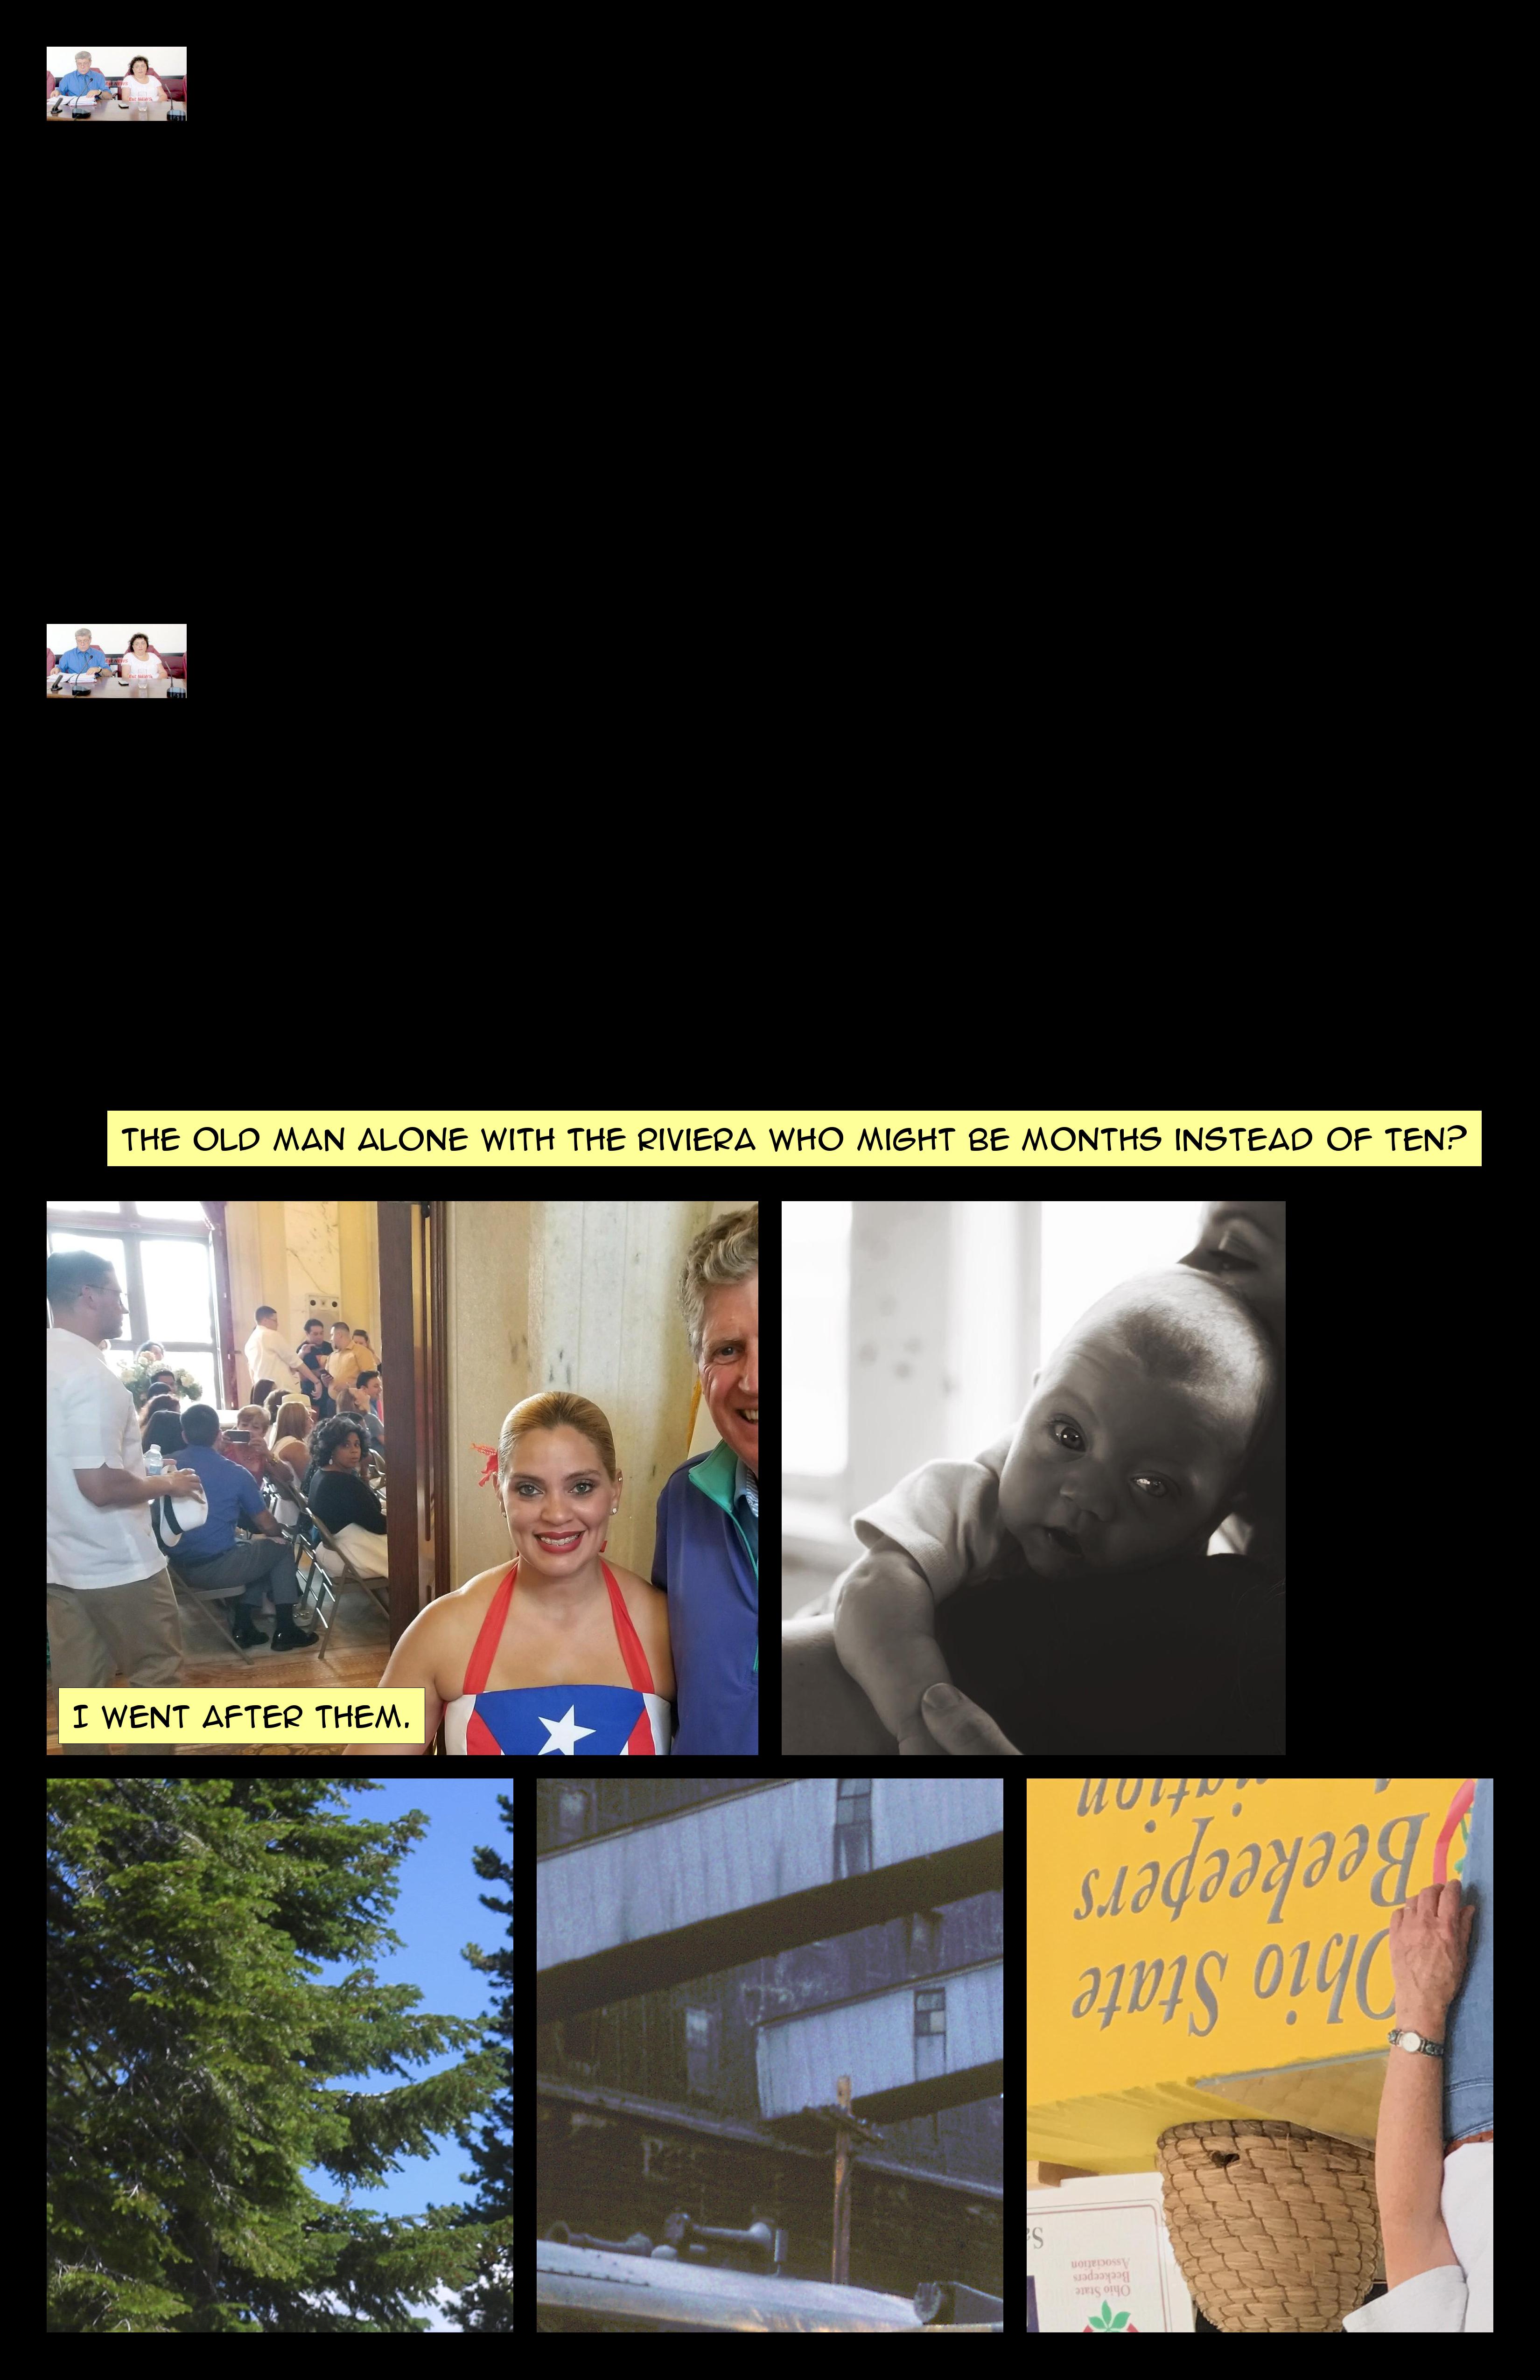 THE OLD MAN ALONE WITH THE RIVIERA WHO MIGHT BE MONTHS INSTEAD OF TEN?
I WENT AFTER THEM.
Ohio State
Beekeepers
Ohio State
Beekeepers
Association